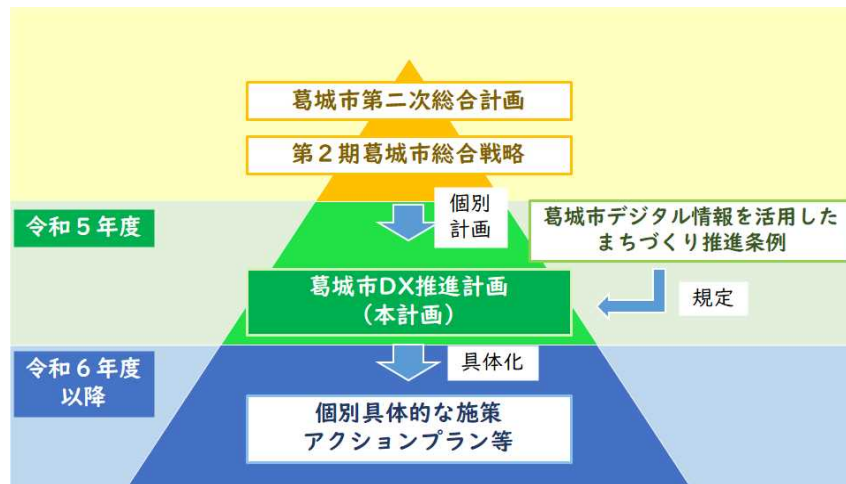 葛城市第二次総合計画
第2期葛城市総合戦略
令和5年度
個別
計画
葛城市デジタル情報を活用した
まちづくり推進条例
葛城市DX推進計画
（本計画）
規定
令和6年度
以降
具体化
個別具体的な施策
アクションプラン等